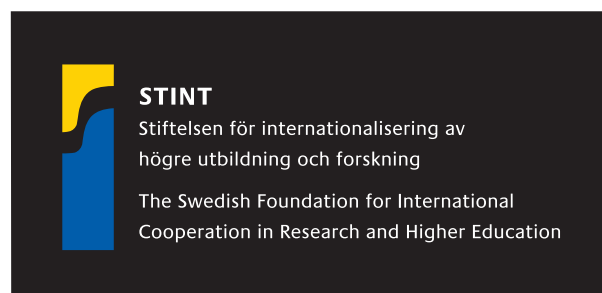 STINT
Stiftelsen för internationalisering av
högre utbildning och forskning
The Swedish Foundation for International
Cooperation in Research and Higher Education